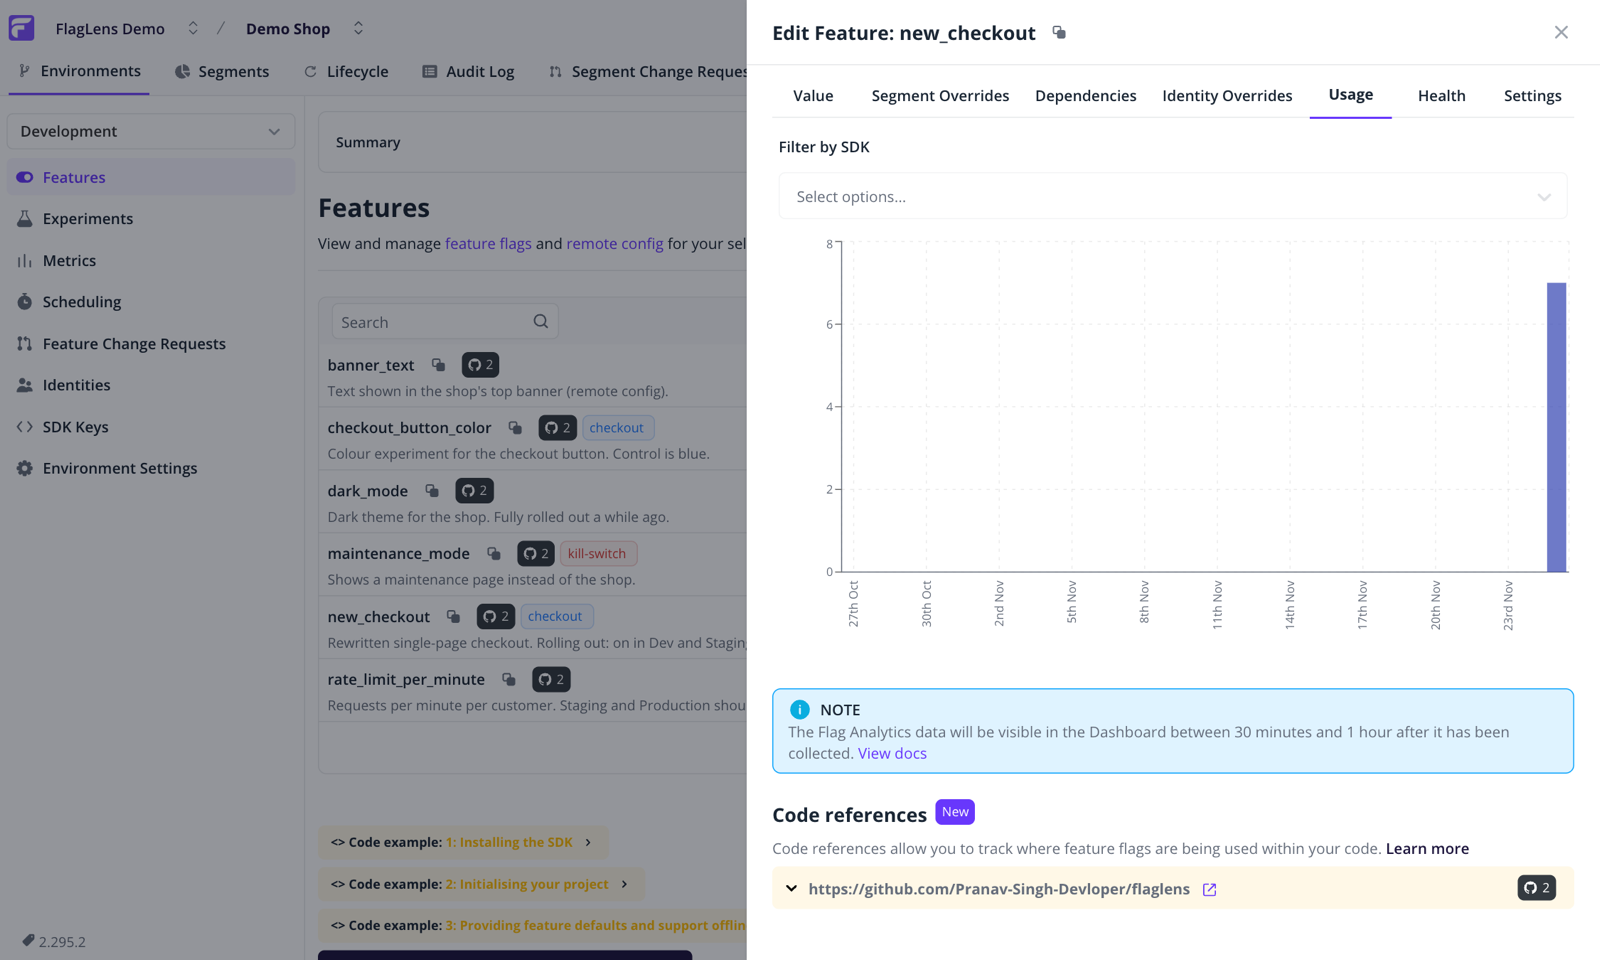 FlagLens Demo / Demo Shop
Environments Segments Lifecycle Audit Log Segment Change Reques
Development
Features
Experiments
Metrics
Scheduling
Feature Change Requests
Identities
SDK Keys
Environment Settings
2.295.2
Summary
Features
View and manage feature flags and remote config for your sel
Search
banner_text 2
Text shown in the shop's top banner (remote config).
checkout_button_color 2 checkout
Colour experiment for the checkout button. Control is blue.
dark_mode 2
Dark theme for the shop. Fully rolled out a while ago.
maintenance_mode 2 kill-switch
Shows a maintenance page instead of the shop.
new_checkout 2 checkout
Rewritten single-page checkout. Rolling out: on in Dev and Staging
rate_limit_per_minute 2
Requests per minute per customer. Staging and Production shou
<> Code example: 1: Installing the SDK
<> Code example: 2: Initialising your project
<> Code example: 3: Providing feature defaults and support offlin
Edit Feature: new_checkout
Value Segment Overrides Dependencies Identity Overrides Usage Health Settings
Filter by SDK
Select options...
8
6
4
2
0
27th Oct 30th Oct 2nd Nov 5th Nov 8th Nov 11th Nov 14th Nov 17th Nov 20th Nov 23rd Nov
NOTE
The Flag Analytics data will be visible in the Dashboard between 30 minutes and 1 hour after it has been
collected. View docs
Code references New
Code references allow you to track where feature flags are being used within your code. Learn more
https://github.com/Pranav-Singh-Devloper/flaglens 2